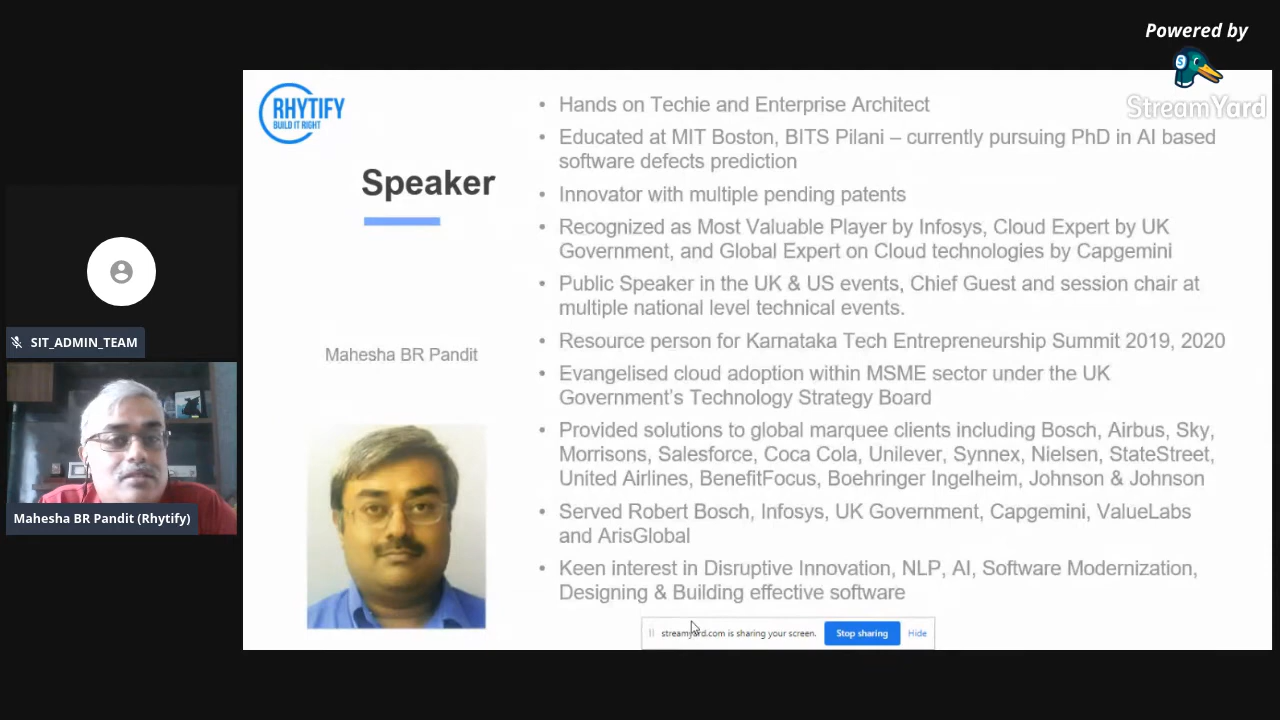 Powered by
StreamYard
RHYTIFY
BUILD IT RIGHT
Speaker
Mahesha BR Pandit
• Hands on Techie and Enterprise Architect
• Educated at MIT Boston, BITS Pilani – currently pursuing PhD in AI based
software defects prediction
• Innovator with multiple pending patents
• Recognized as Most Valuable Player by Infosys, Cloud Expert by UK
Government, and Global Expert on Cloud technologies by Capgemini
• Public Speaker in the UK & US events, Chief Guest and session chair at
multiple national level technical events.
• Resource person for Karnataka Tech Entrepreneurship Summit 2019, 2020
• Evangelised cloud adoption within MSME sector under the UK
Government's Technology Strategy Board
• Provided solutions to global marquee clients including Bosch, Airbus, Sky,
Morrisons, Salesforce, Coca Cola, Unilever, Synnex, Nielsen, StateStreet,
United Airlines, BenefitFocus, Boehringer Ingelheim, Johnson & Johnson
• Served Robert Bosch, Infosys, UK Government, Capgemini, ValueLabs
and ArisGlobal
• Keen interest in Disruptive Innovation, NLP, AI, Software Modernization,
Designing & Building effective software
streamyard.com is sharing your screen.
Stop sharing
Hide
SIT_ADMIN_TEAM
Mahesha BR Pandit (Rhytify)